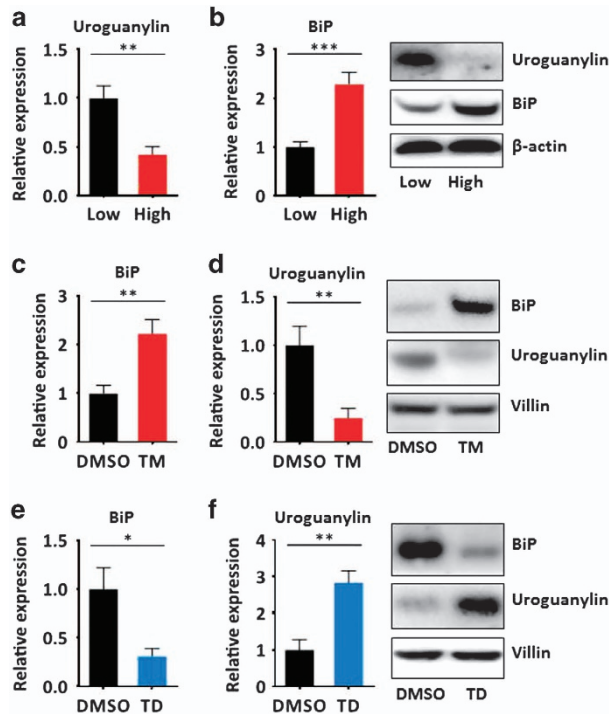 a
Uroguanylin
Relative expression
1.5
**
1.0
0.5
0.0
Low High
b
BiP
Relative expression
3
***
2
1
0
Low High
Uroguanylin
BiP
β-actin
Low High
c
BiP
Relative expression
3
**
2
1
0
DMSO TM
d
Uroguanylin
Relative expression
1.5
**
1.0
0.5
0.0
DMSO TM
BiP
Uroguanylin
Villin
DMSO TM
e
BiP
Relative expression
1.5
*
1.0
0.5
0.0
DMSO TD
f
Uroguanylin
Relative expression
4
**
3
2
1
0
DMSO TD
BiP
Uroguanylin
Villin
DMSO TD